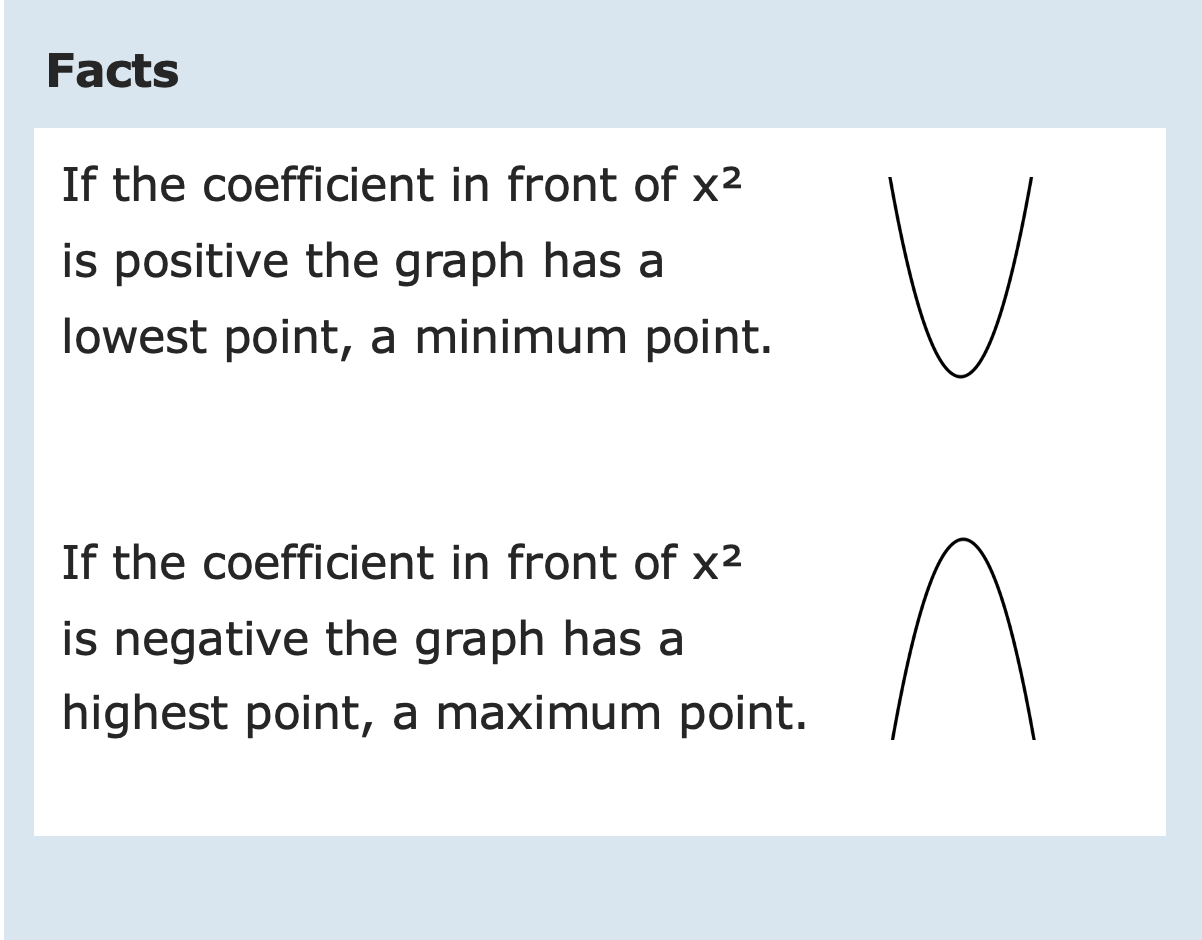 Facts
If the coefficient in front of x²
is positive the graph has a
lowest point, a minimum point.
If the coefficient in front of x²
is negative the graph has a
highest point, a maximum point.